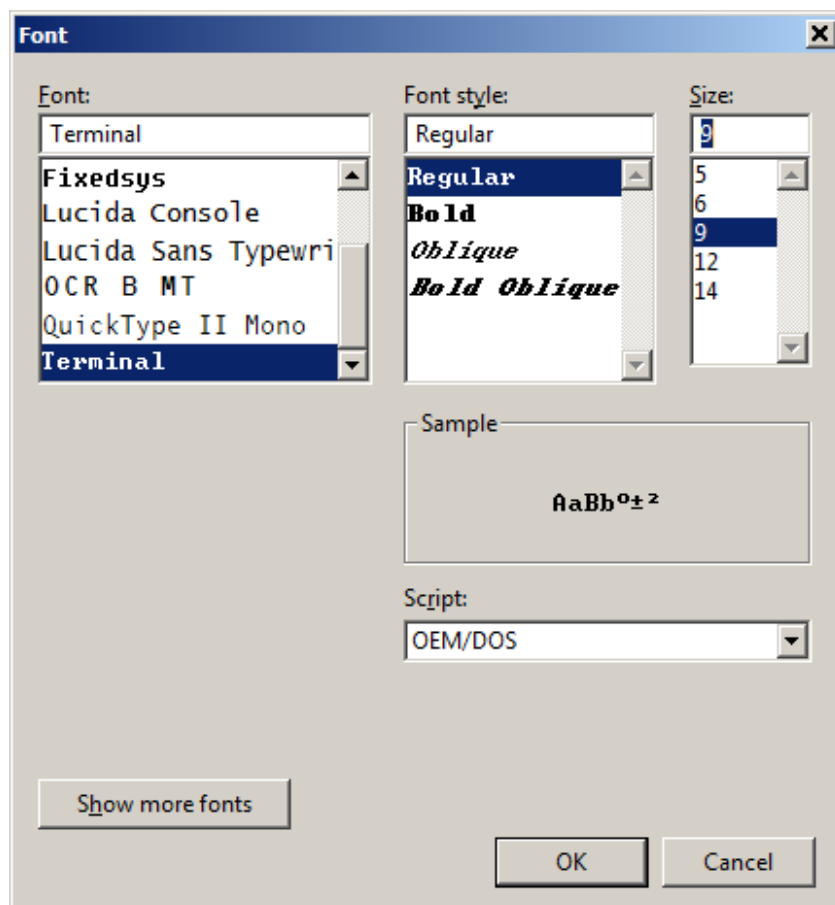 Font
Font:
Terminal
Fixedsys
Lucida Console
Lucida Sans Typewri
OCR B MT
QuickType II Mono
Terminal
Font style:
Regular
Regular
Bold
Oblique
Bold Oblique
Size:
9
5
6
9
12
14
Sample
AaBbº±²
Script:
OEM/DOS
Show more fonts
OK
Cancel